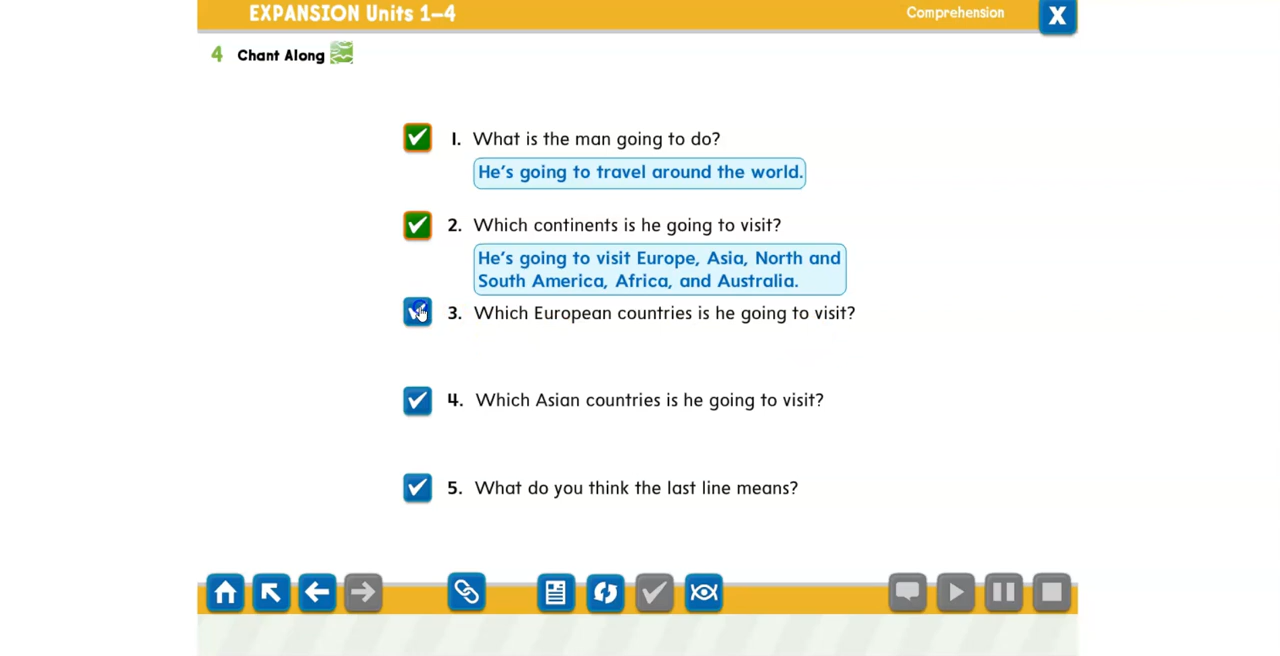 EXPANSION Units 1–4
Comprehension
X
4 Chant Along
1. What is the man going to do?
He's going to travel around the world.
2. Which continents is he going to visit?
He's going to visit Europe, Asia, North and
South America, Africa, and Australia.
3. Which European countries is he going to visit?
4. Which Asian countries is he going to visit?
5. What do you think the last line means?